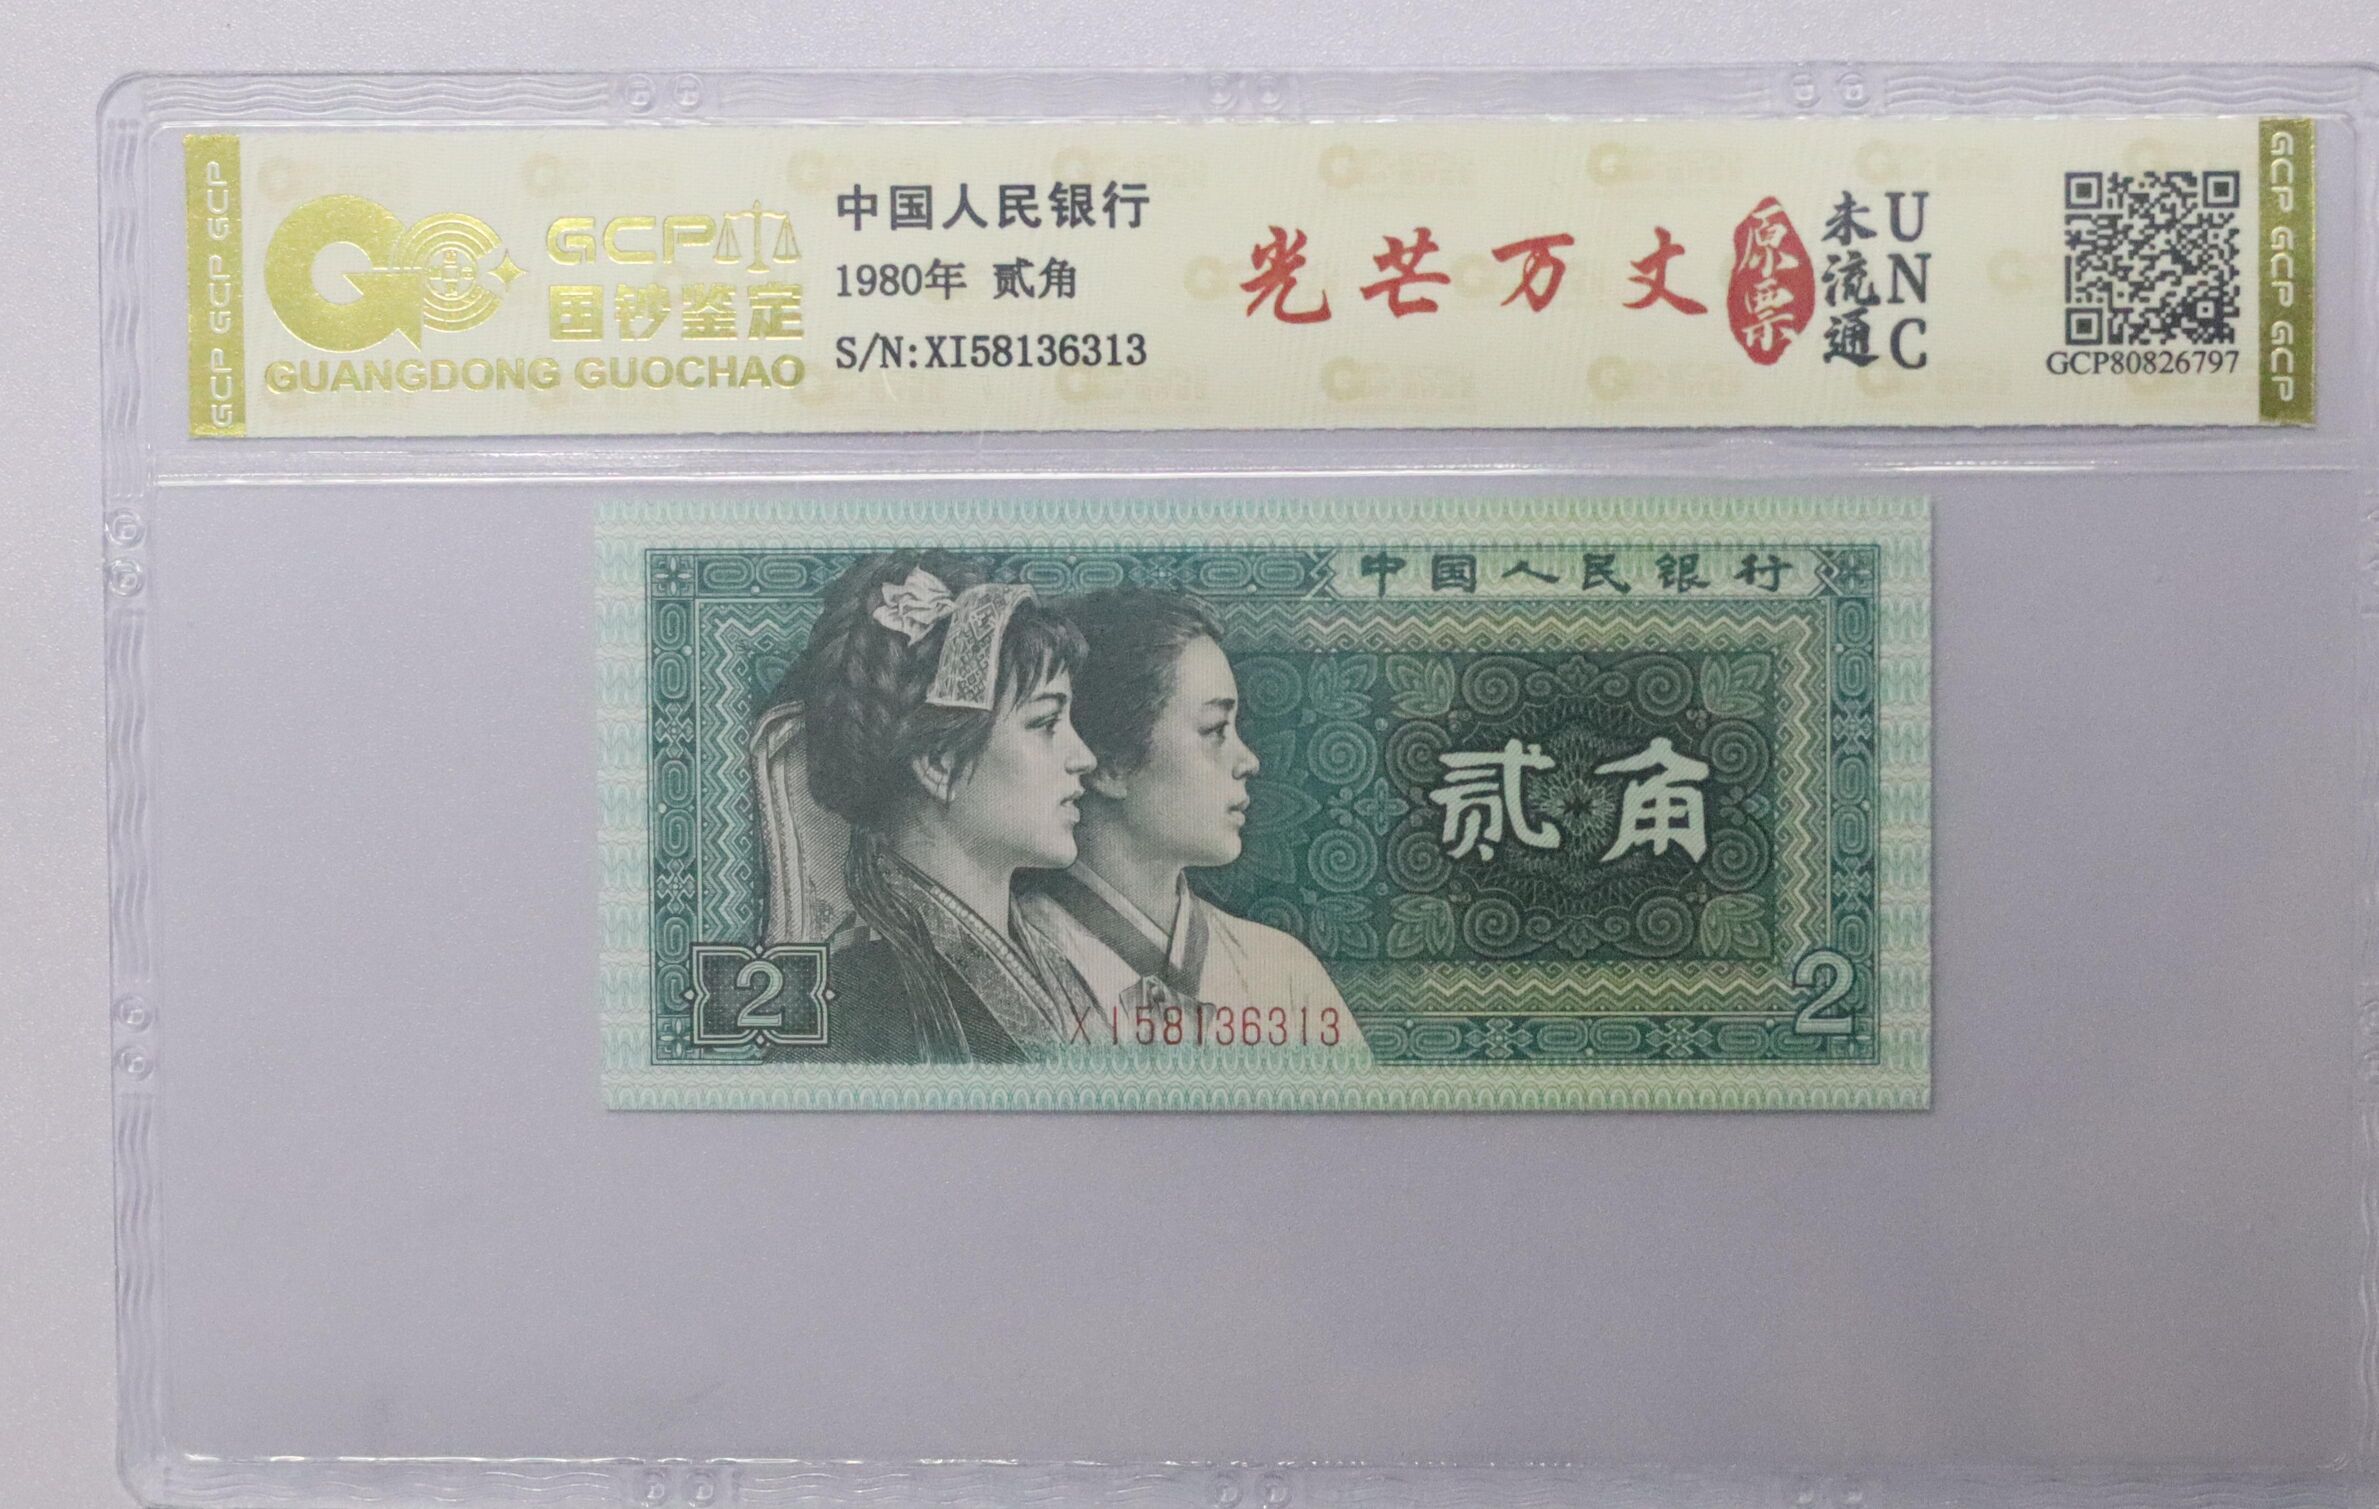 GCP GCP GCP
GCP
国钞鉴定
GUANGDONG GUOCHAO
中国人民银行
1980年 贰角
S/N:XI58136313
光芒万丈
原票
未流通
UNC
GCP80826797
GCP GCP GCP
中国人民银行
贰角
2
XI58136313
2